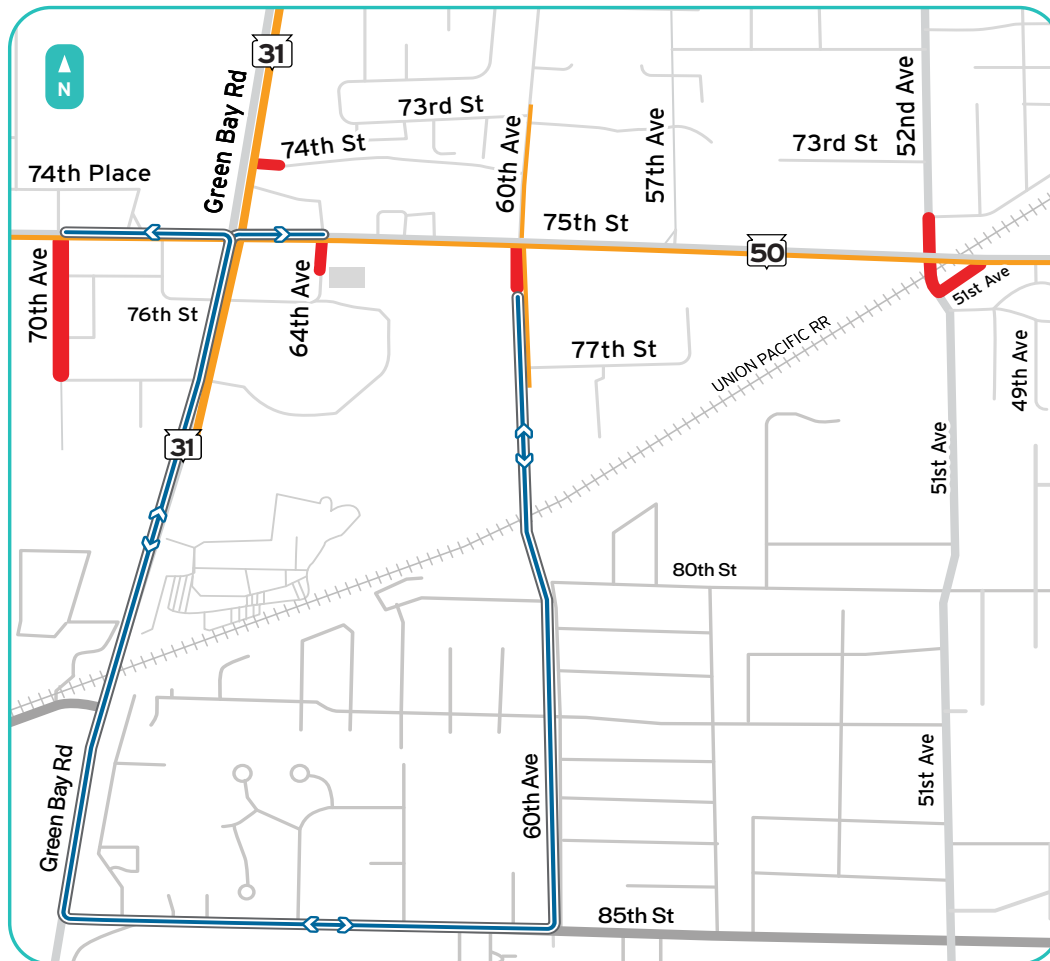 31
N
Green Bay Rd
73rd St
74th St
60th Ave
57th Ave
73rd St
52nd Ave
74th Place
75th St
50
70th Ave
76th St
64th Ave
51st Ave
77th St
UNION PACIFIC RR
49th Ave
31
51st Ave
80th St
Green Bay Rd
60th Ave
51st Ave
85th St